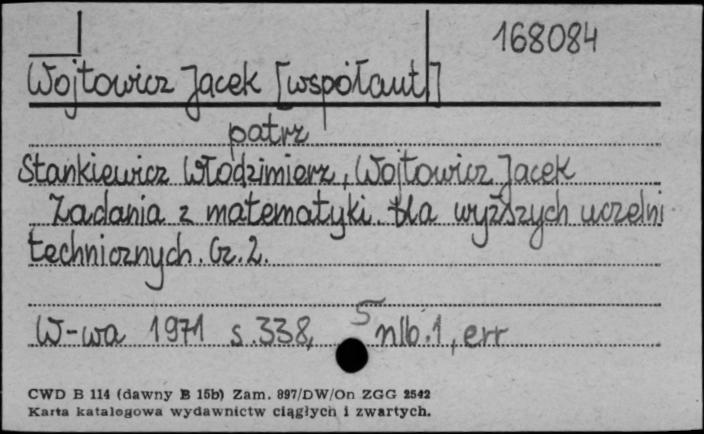 168084
Wojtowicz Jacek [współaut]
patrz
Stankiewicz Włodzimierz, Wojtowicz Jacek
Zadania z matematyki dla wyższych uczelni
technicznych. Cz. 2.
W-wa 1971 s. 338, 5 nlb. 1, err
CWD B 114 (dawny B 15b) Zam. 897/DW/On ZGG 2542
Karta katalogowa wydawnictw ciągłych i zwartych.